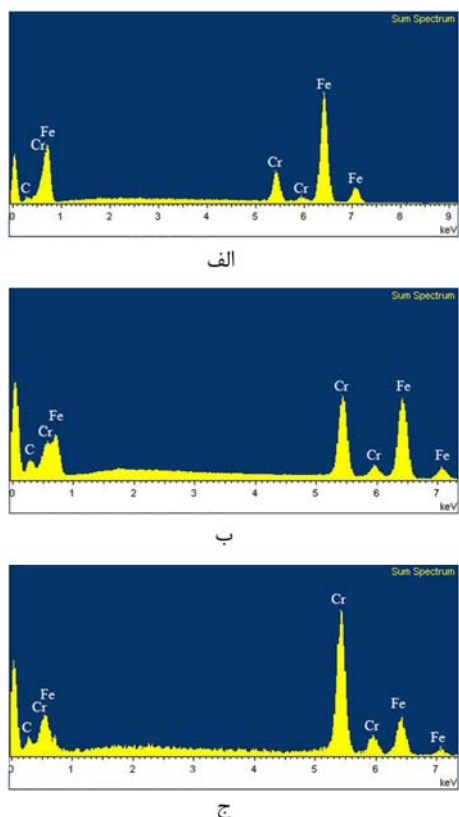 Sum Spectrum
Fe
Fe
Cr
C
Cr
Cr
Fe
0 1 2 3 4 5 6 7 8 9
keV
الف
Sum Spectrum
Cr
Fe
Fe
Cr
C
Cr
Fe
0 1 2 3 4 5 6 7
keV
ب
Sum Spectrum
Cr
Fe
Cr
C
Cr
Fe
Fe
0 1 2 3 4 5 6 7
keV
ج